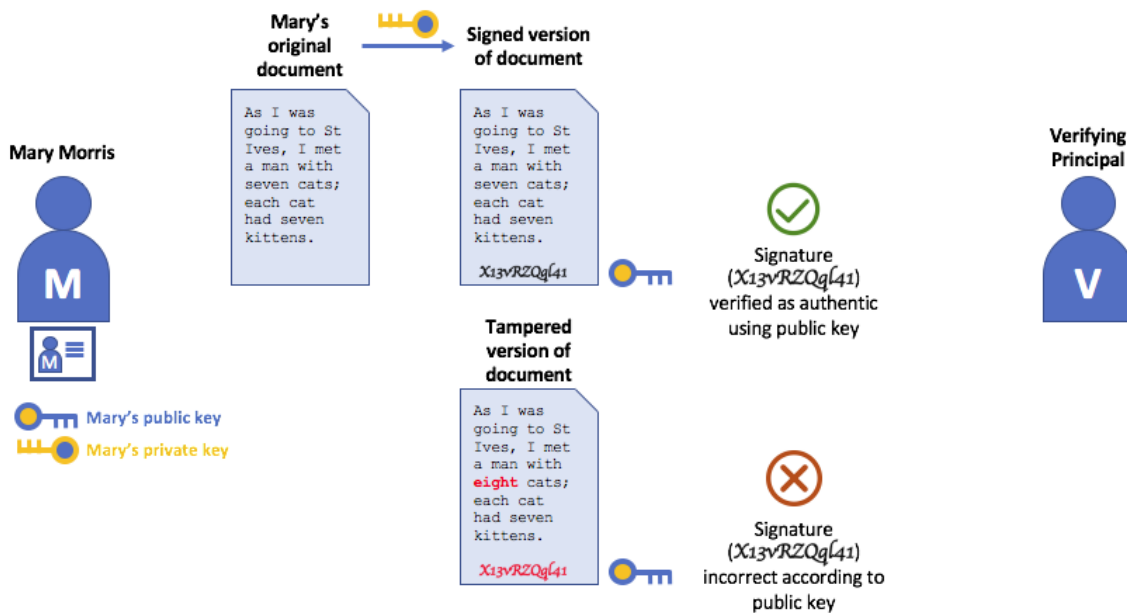 Mary's
original
document
Signed version
of document
As I was
going to St
Ives, I met
a man with
seven cats;
each cat
had seven
kittens.
As I was
going to St
Ives, I met
a man with
seven cats;
each cat
had seven
kittens.
X13vRZQql41
Mary Morris
M
M
Mary's public key
Mary's private key
Signature
(X13vRZQql41)
verified as authentic
using public key
Verifying
Principal
V
Tampered
version of
document
As I was
going to St
Ives, I met
a man with
eight cats;
each cat
had seven
kittens.
X13vRZQql41
Signature
(X13vRZQql41)
incorrect according to
public key